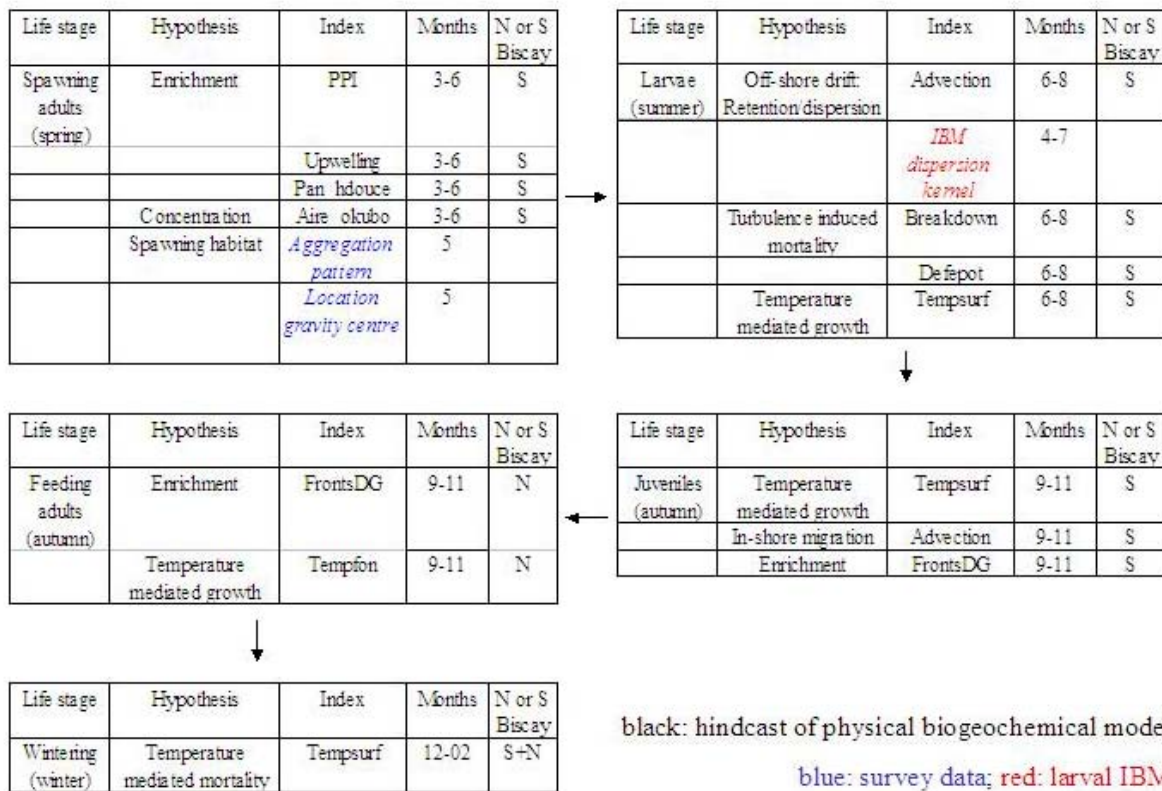 Life stage Hypothesis Index Months N or S
Biscay
Spawning Enrichment PPI 3-6 S
adults
(spring)
Upwelling 3-6 S
Pan hdouce 3-6 S
Concentration Aire okubo 3-6 S
Spawning habitat Aggregation 5
pattern
Location 5
gravity centre
Life stage Hypothesis Index Months N or S
Biscay
Larvae Off-shore drift: Advection 6-8 S
(summer) Retention/dispersion
IBM 4-7
dispersion
kernel
Turbulence induced Breakdown 6-8 S
mortality
Defepot 6-8 S
Temperature Tempsurf 6-8 S
mediated growth
Life stage Hypothesis Index Months N or S
Biscay
Juveniles Temperature Tempsurf 9-11 S
(autumn) mediated growth
In-shore migration Advection 9-11 S
Enrichment FrontsDG 9-11 S
Life stage Hypothesis Index Months N or S
Biscay
Feeding Enrichment FrontsDG 9-11 N
adults
(autumn)
Temperature Tempfon 9-11 N
mediated growth
Life stage Hypothesis Index Months N or S
Biscay
Wintering Temperature Tempsurf 12-02 S+N
(winter) mediated mortality
black: hindcast of physical biogeochemical mode
blue: survey data; red: larval IBM